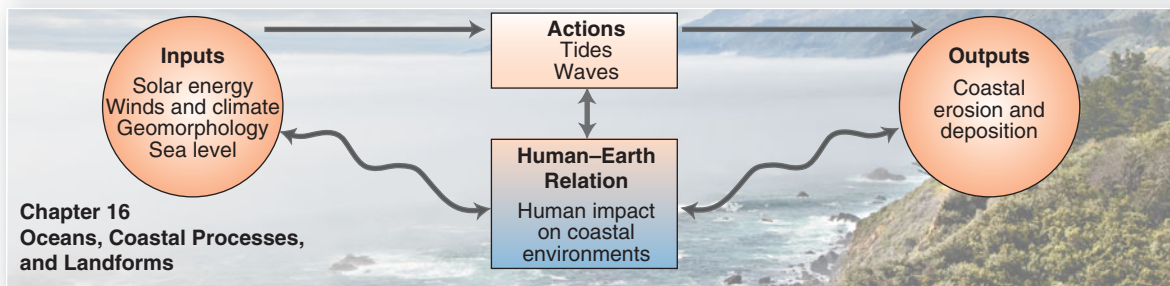 Inputs
Solar energy
Winds and climate
Geomorphology
Sea level
Actions
Tides
Waves
Outputs
Coastal
erosion and
deposition
Human–Earth
Relation
Human impact
on coastal
environments
Chapter 16
Oceans, Coastal Processes,
and Landforms